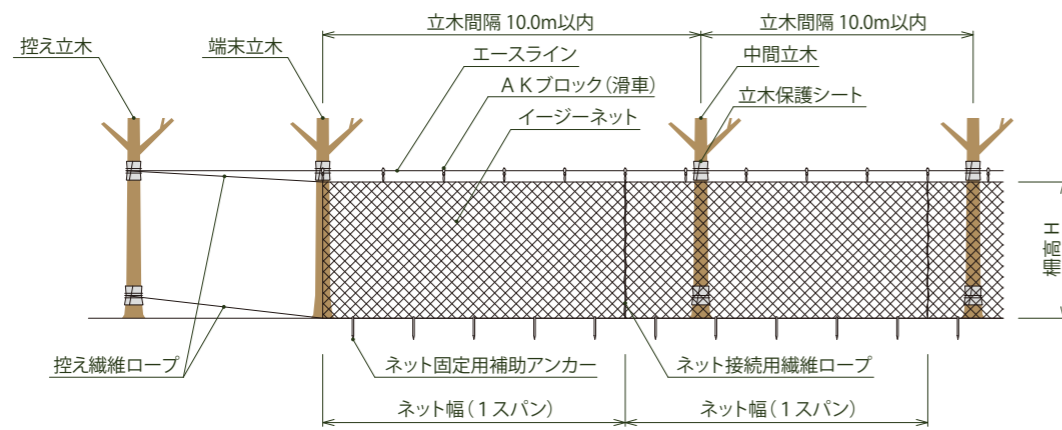 立木間隔 10.0m以内
立木間隔 10.0m以内
控え立木
端末立木
エースライン
中間立木
AKブロック(滑車)
立木保護シート
イージーネット
柵高H
控え繊維ロープ
ネット固定用補助アンカー
ネット接続用繊維ロープ
ネット幅(1スパン)
ネット幅(1スパン)